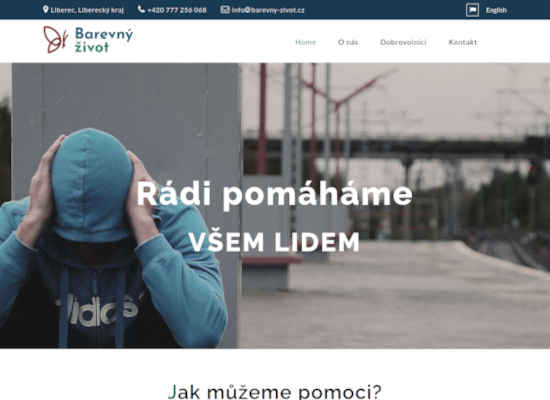 Liberec, Liberecký kraj +420 777 256 068 info@barevny-zivot.cz English
Barevný
život
Home O nás Dobrovolníci Kontakt
Rádi pomáháme
VŠEM LIDEM
adidas
Jak můžeme pomoci?